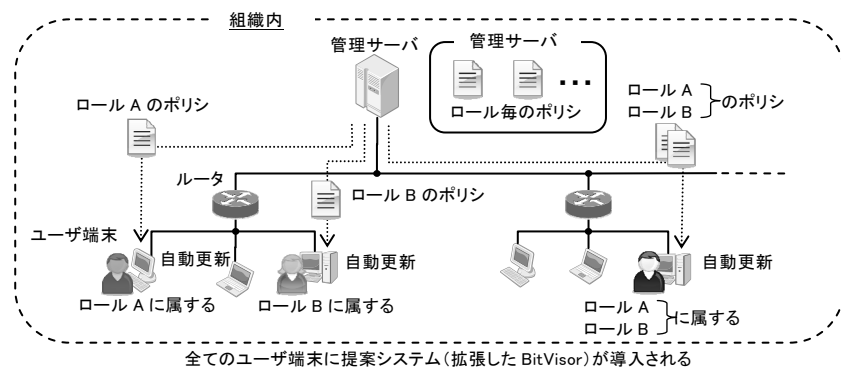 組織内
管理サーバ
管理サーバ
ロール毎のポリシ
ロール A のポリシ
ロール A
ロール B
のポリシ
ルータ
ロール B のポリシ
ユーザ端末
自動更新
自動更新
自動更新
ロール A に属する
ロール B に属する
ロール A
ロール B
に属する
全てのユーザ端末に提案システム（拡張した BitVisor）が導入される